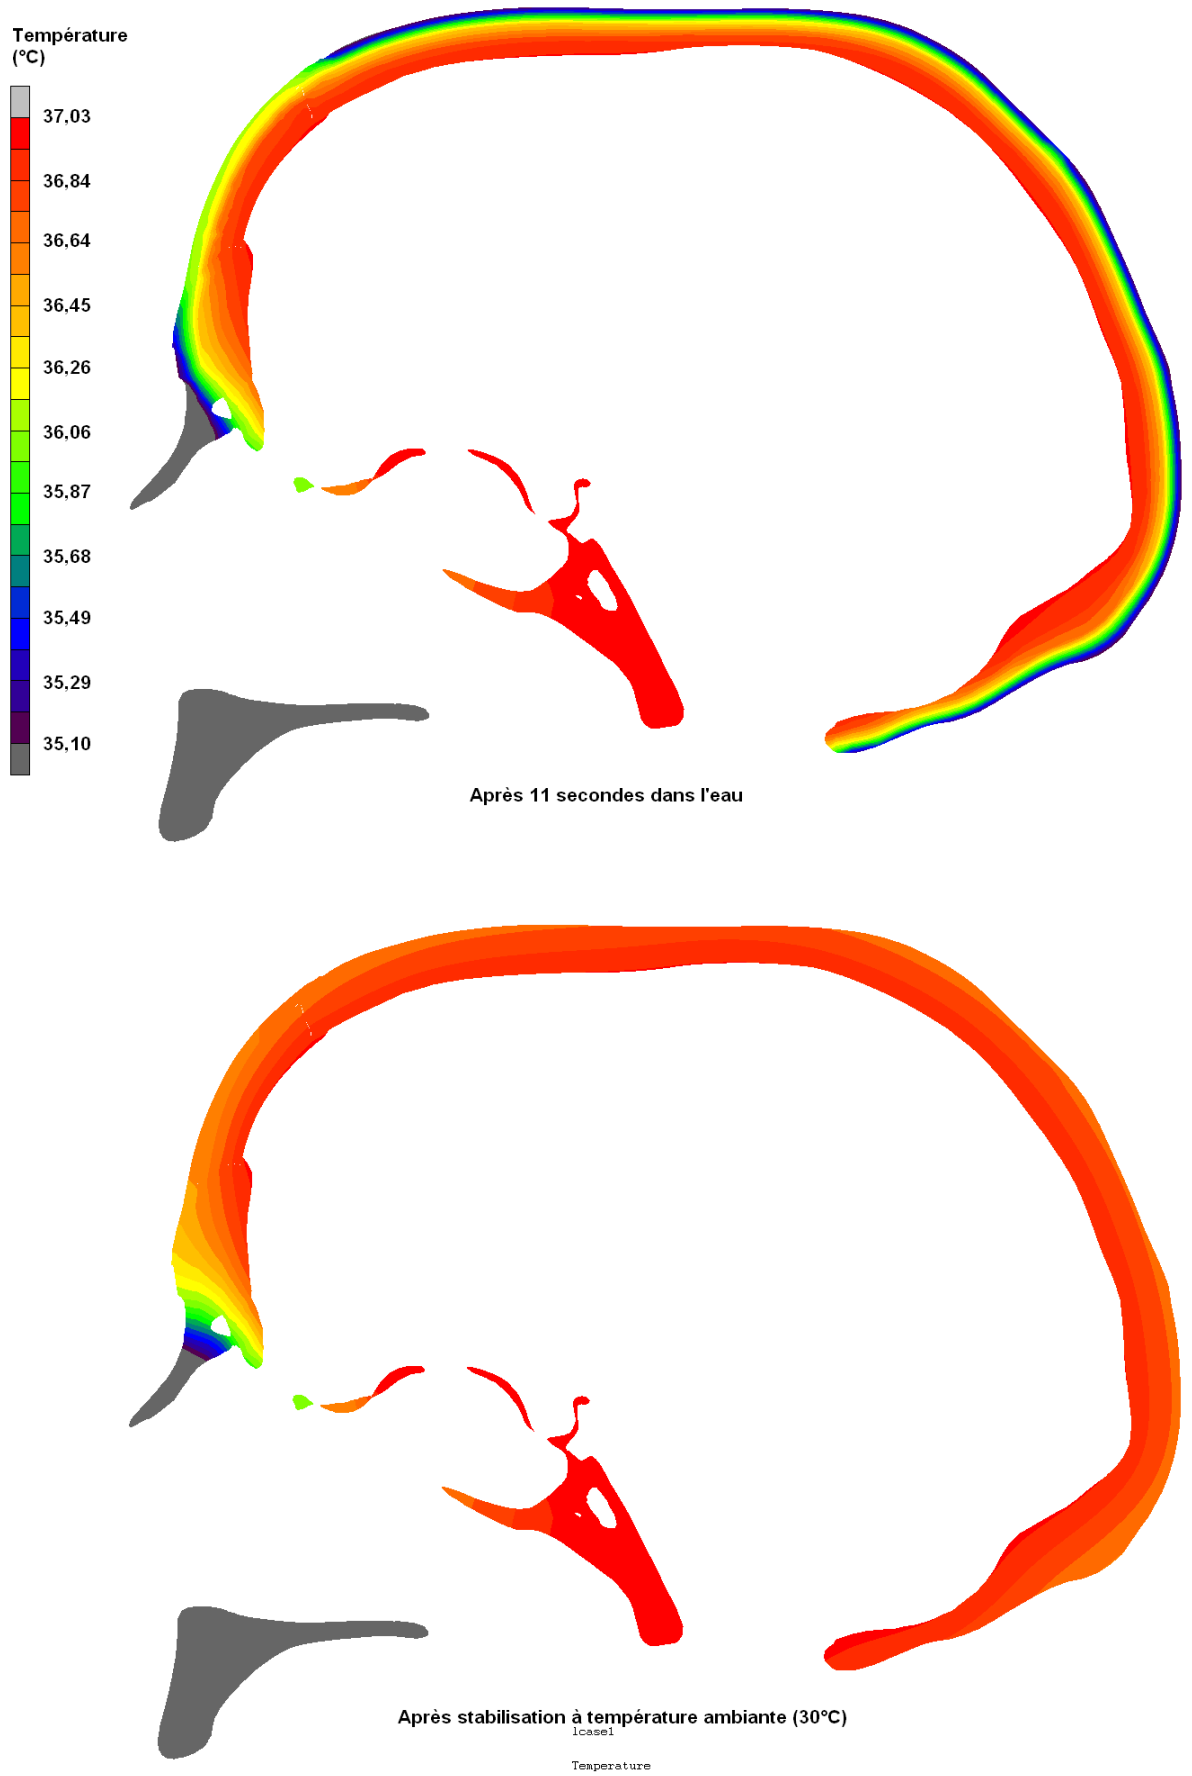 Température
(°C)
37,03
36,84
36,64
36,45
36,26
36,06
35,87
35,68
35,49
35,29
35,10
Après 11 secondes dans l'eau
Après stabilisation à température ambiante (30°C)
lcase1
Temperature